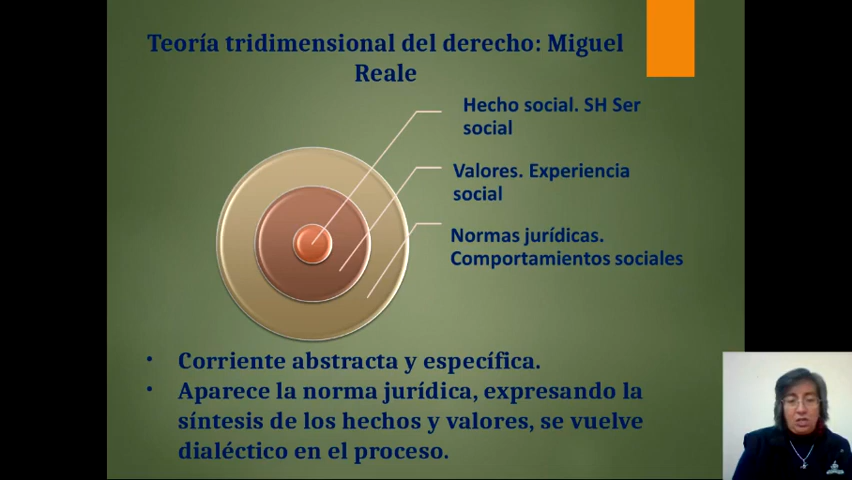 Teoría tridimensional del derecho: Miguel
Reale
Hecho social. SH Ser
social
Valores. Experiencia
social
Normas jurídicas.
Comportamientos sociales
• Corriente abstracta y específica.
• Aparece la norma jurídica, expresando la
síntesis de los hechos y valores, se vuelve
dialéctico en el proceso.